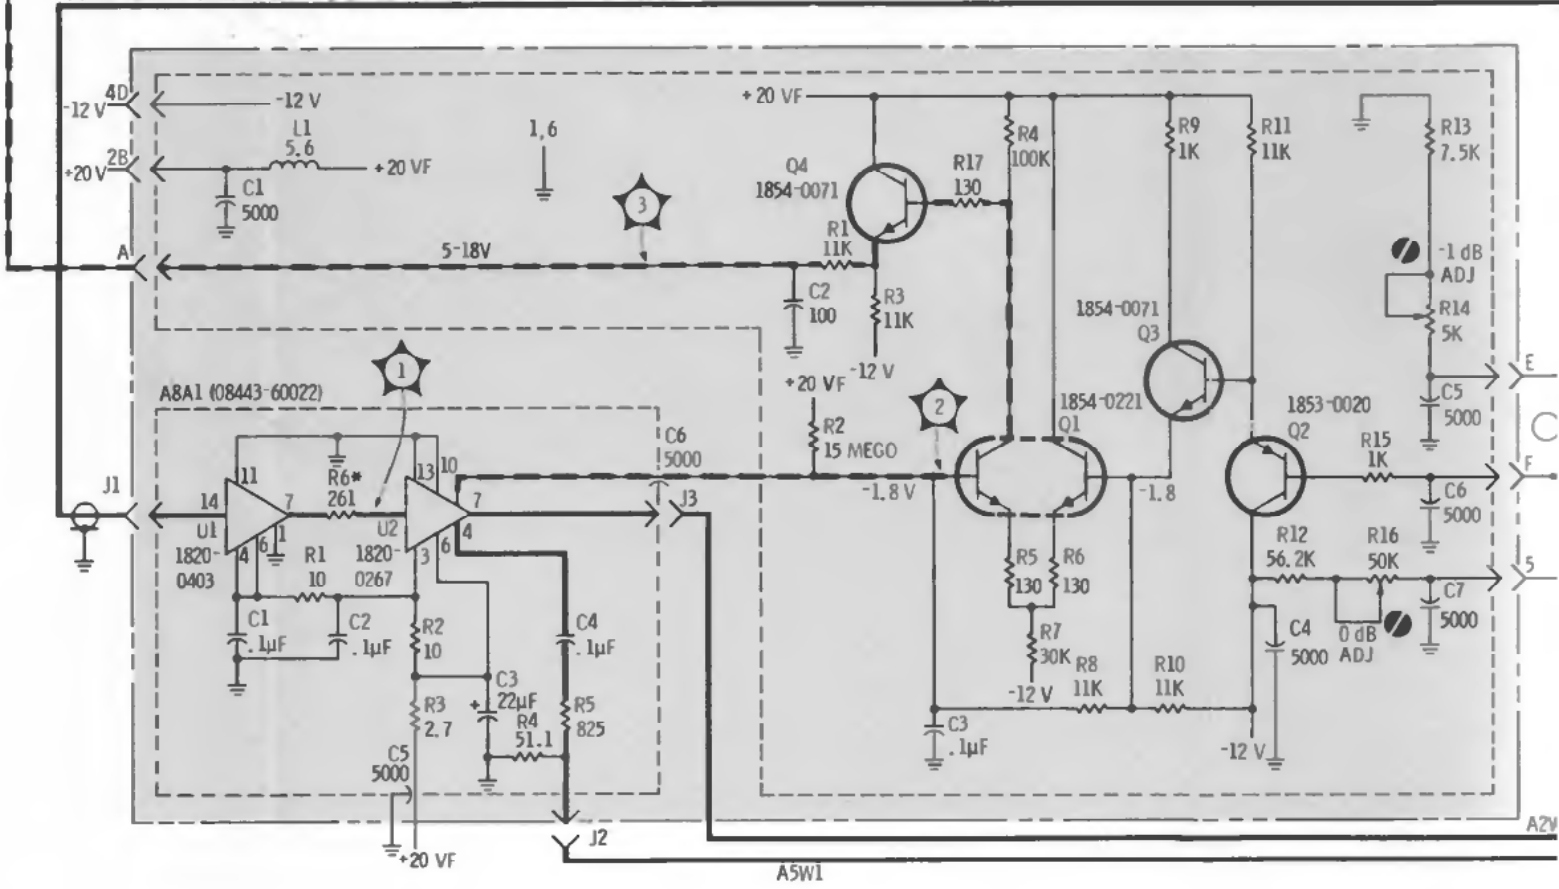 4D
-12 V
-12 V
2B
+20 V
L1
5.6
+20 VF
C1
5000
1,6
A
5-18V
3
+20 VF
Q4
1854-0071
R17
130
R4
100K
R1
11K
C2
100
R3
11K
-12 V
R9
1K
R11
11K
R13
7.5K
-1 dB
ADJ
R14
5K
1854-0071
Q3
E
C5
5000
A8A1 (08443-60022)
1
+20 VF
R2
15 MEGO
2
1854-0221
Q1
-1.8 V
-1.8
1853-0020
Q2
R15
1K
F
C6
5000
C
J1
14
11
U1
7
6
1
4
1820-
0403
R6*
261
13
10
U2
7
4
3
6
1820-
0267
C6
5000
J3
R1
10
C1
.1µF
C2
.1µF
R2
10
R3
2.7
C3
+
22µF
R4
51.1
C4
.1µF
R5
825
C5
5000
+20 VF
J2
R5
130
R6
130
R7
30K
-12 V
R8
11K
R10
11K
C3
.1µF
R12
56.2K
R16
50K
5
C7
5000
0 dB
ADJ
C4
5000
-12 V
A5W1